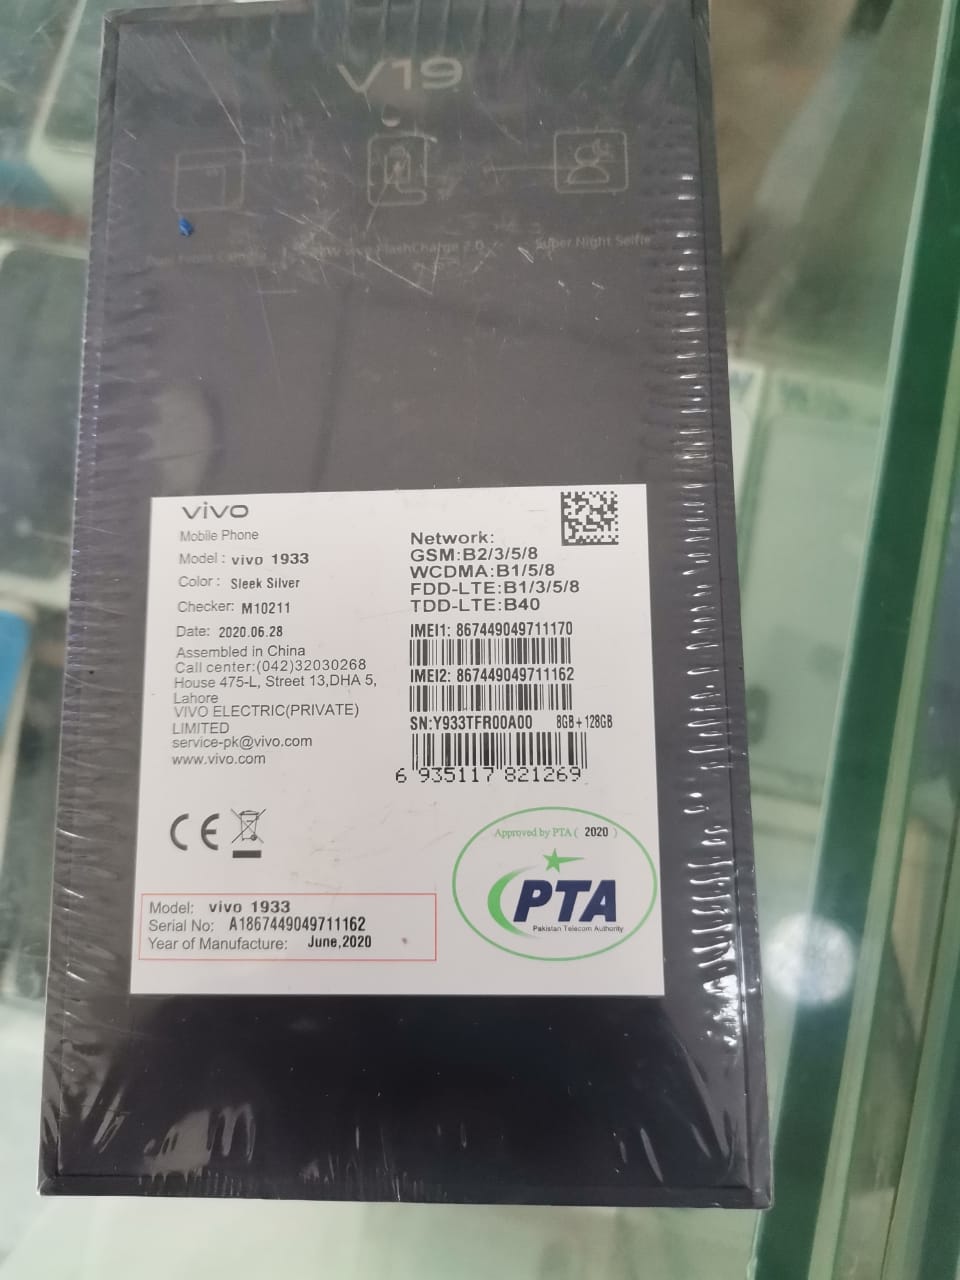 V19
FlashCharge 2.0
Super Night Selfie
vivo
Mobile Phone
Model : vivo 1933
Color : Sleek Silver
Checker: M10211
Date: 2020.06.28
Assembled in China
Call center:(042)32030268
House 475-L, Street 13,DHA 5,
Lahore
VIVO ELECTRIC(PRIVATE)
LIMITED
service-pk@vivo.com
www.vivo.com
Network:
GSM:B2/3/5/8
WCDMA:B1/5/8
FDD-LTE:B1/3/5/8
TDD-LTE:B40
IMEI1: 867449049711170
IMEI2: 867449049711162
SN:Y933TFR00A00 8GB+128GB
6 935117 821269
CE
Approved by PTA ( 2020 )
PTA
Pakistan Telecom Authority
Model: vivo 1933
Serial No: A1867449049711162
Year of Manufacture: June,2020